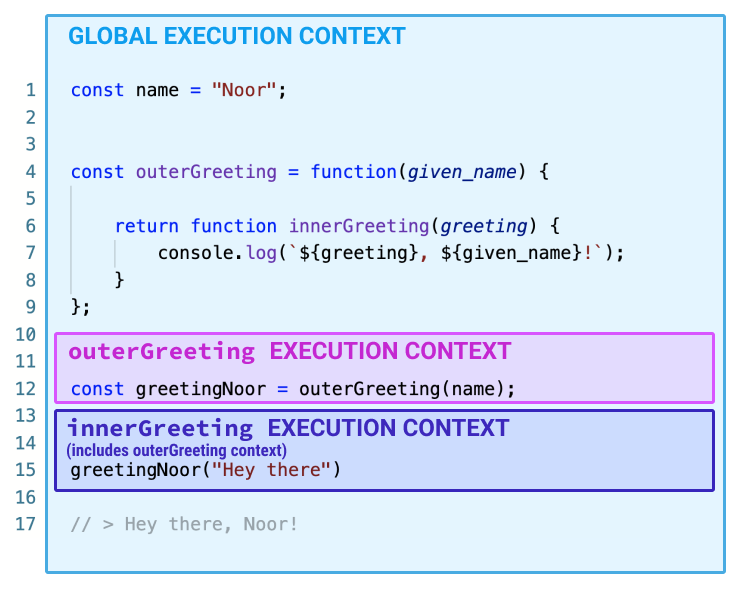 GLOBAL EXECUTION CONTEXT
1 const name = "Noor";
2
3
4 const outerGreeting = function(given_name) {
5
6     return function innerGreeting(greeting) {
7         console.log(`${greeting}, ${given_name}!`);
8     }
9 };
10
outerGreeting EXECUTION CONTEXT
11
12 const greetingNoor = outerGreeting(name);
13
innerGreeting EXECUTION CONTEXT
14
(includes outerGreeting context)
15 greetingNoor("Hey there")
16
17 // > Hey there, Noor!